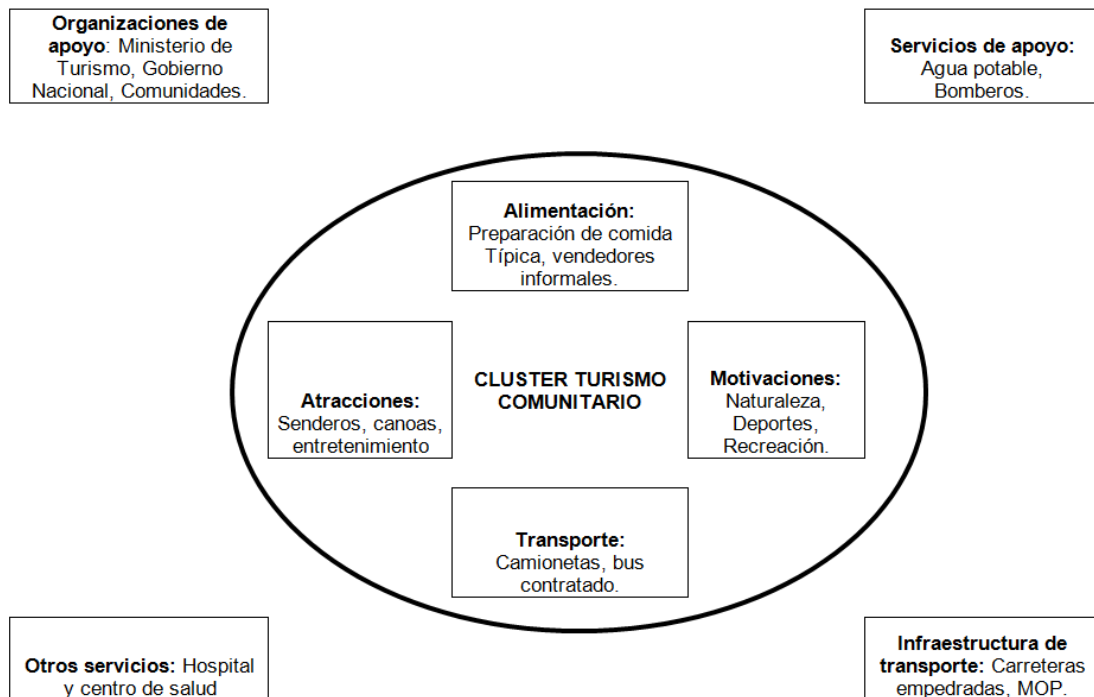 Organizaciones de
apoyo: Ministerio de
Turismo, Gobierno
Nacional, Comunidades.
Servicios de apoyo:
Agua potable,
Bomberos.
Alimentación:
Preparación de comida
Típica, vendedores
informales.
Atracciones:
Senderos, canoas,
entretenimiento
CLUSTER TURISMO
COMUNITARIO
Motivaciones:
Naturaleza,
Deportes,
Recreación.
Transporte:
Camionetas, bus
contratado.
Otros servicios: Hospital
y centro de salud
Infraestructura de
transporte: Carreteras
empedradas, MOP.